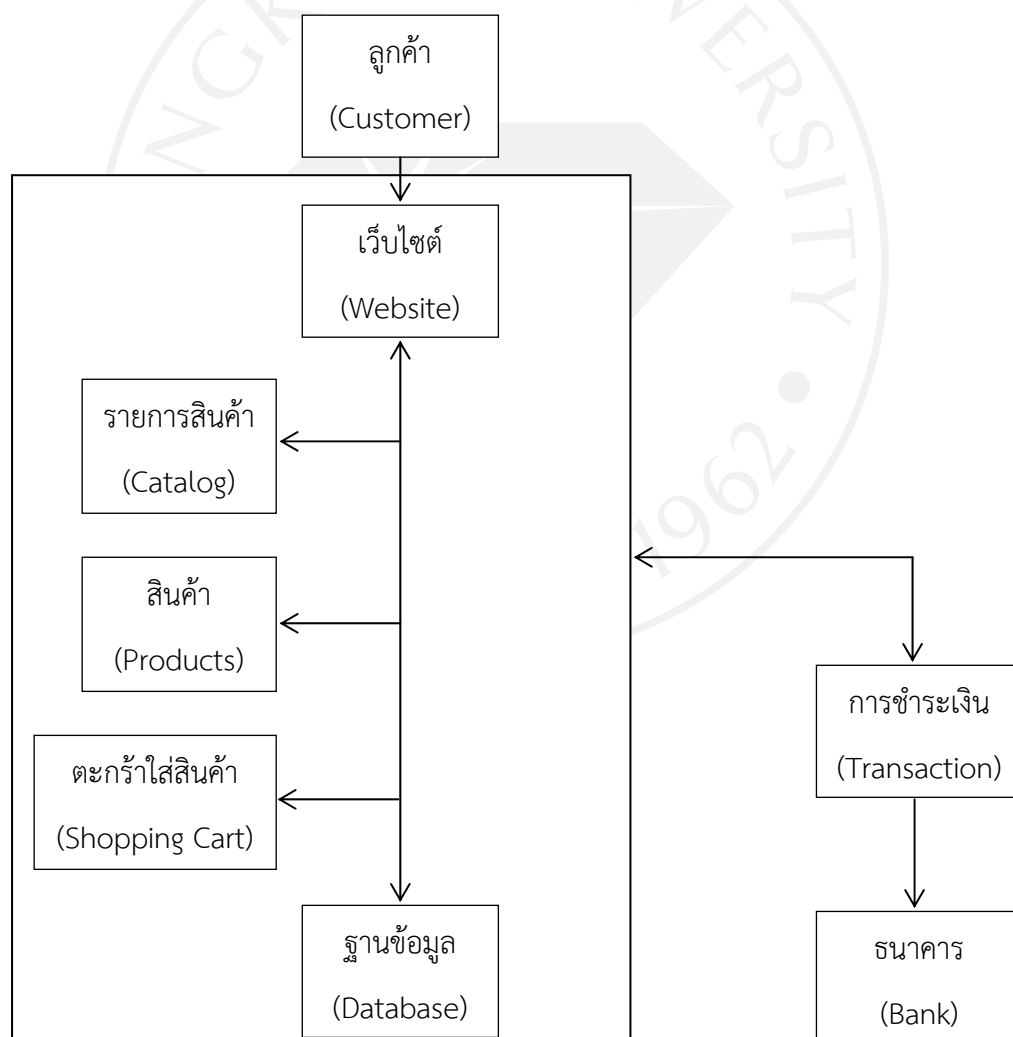 ลูกค้า
(Customer)
เว็บไซต์
(Website)
รายการสินค้า
(Catalog)
สินค้า
(Products)
การชำระเงิน
(Transaction)
ตะกร้าใส่สินค้า
(Shopping Cart)
ฐานข้อมูล
(Database)
ธนาคาร
(Bank)
1962